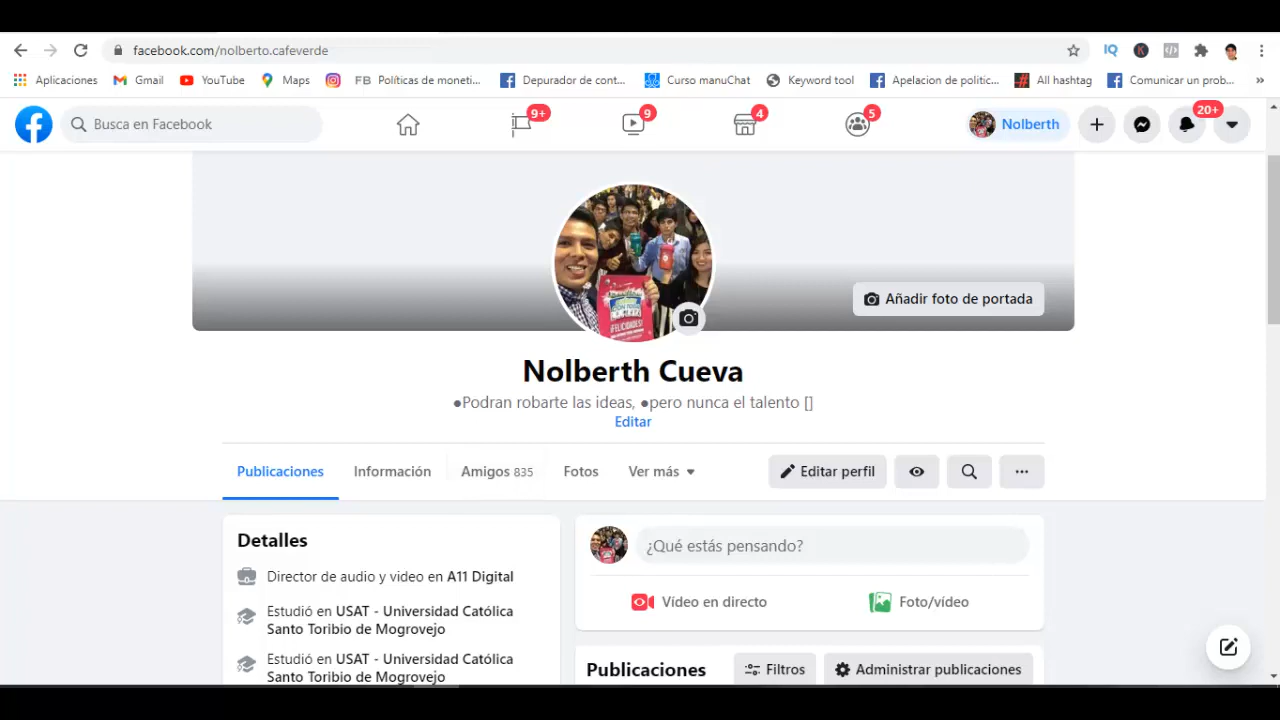 facebook.com/nolberto.cafeverde
Aplicaciones Gmail YouTube Maps FB Políticas de moneti... Depurador de cont... Curso manuChat Keyword tool Apelacion de politic... All hashtag Comunicar un prob... »
Busca en Facebook 9+ 9 4 5 Nolberth 20+
Añadir foto de portada
¡FELICIDADES!
Nolberth Cueva
●Podran robarte las ideas, ●pero nunca el talento []
Editar
Publicaciones Información Amigos 835 Fotos Ver más Editar perfil
Detalles
Director de audio y video en A11 Digital
Estudió en USAT - Universidad Católica
Santo Toribio de Mogrovejo
Estudió en USAT - Universidad Católica
Santo Toribio de Mogrovejo
¿Qué estás pensando?
Vídeo en directo Foto/vídeo
Publicaciones Filtros Administrar publicaciones